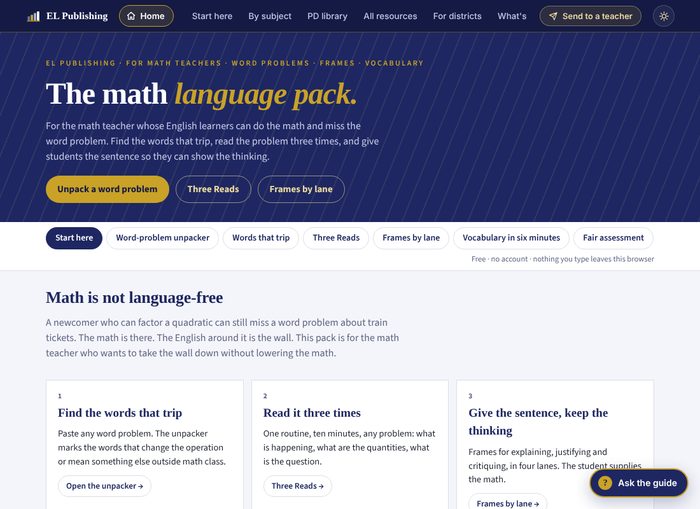 EL Publishing
Home
Start here
By subject
PD library
All resources
For districts
What's
Send to a teacher
EL PUBLISHING · FOR MATH TEACHERS · WORD PROBLEMS · FRAMES · VOCABULARY
The math language pack.
For the math teacher whose English learners can do the math and miss the
word problem. Find the words that trip, read the problem three times, and give
students the sentence so they can show the thinking.
Unpack a word problem
Three Reads
Frames by lane
Start here
Word-problem unpacker
Words that trip
Three Reads
Frames by lane
Vocabulary in six minutes
Fair assessment
Free · no account · nothing you type leaves this browser
Math is not language-free
A newcomer who can factor a quadratic can still miss a word problem about train
tickets. The math is there. The English around it is the wall. This pack is for the math
teacher who wants to take the wall down without lowering the math.
1
Find the words that trip
Paste any word problem. The unpacker
marks the words that change the operation
or mean something else outside math class.
Open the unpacker →
2
Read it three times
One routine, ten minutes, any problem: what
is happening, what are the quantities, what
is the question.
Three Reads →
3
Give the sentence, keep the
thinking
Frames for explaining, justifying and
critiquing, in four lanes. The student supplies
the math.
Frames by lane →
? Ask the guide